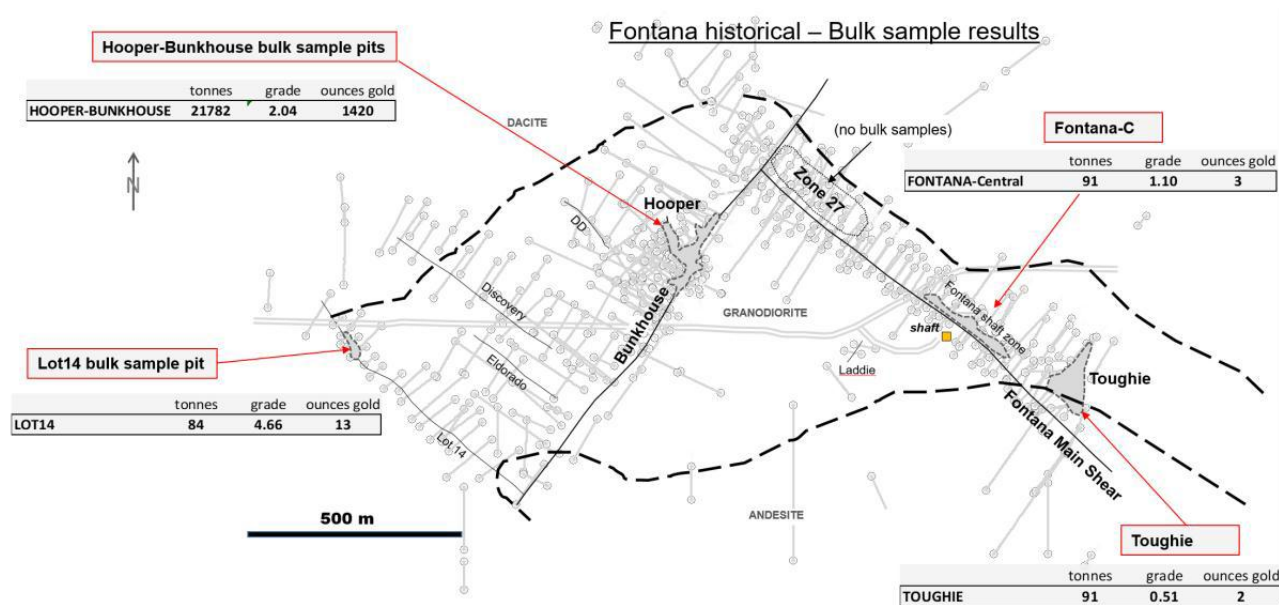 Fontana historical – Bulk sample results
Hooper-Bunkhouse bulk sample pits
tonnes grade ounces gold
HOOPER-BUNKHOUSE 21782 2.04 1420
N
DACITE
(no bulk samples)
Zone 27
Fontana-C
tonnes grade ounces gold
FONTANA-Central 91 1.10 3
Hooper
DD
Discovery
Bunkhouse
GRANODIORITE
Fontana shaft zone
shaft
Lot14 bulk sample pit
Eldorado
Laddie
Toughie
tonnes grade ounces gold
LOT14 84 4.66 13
Lot 14
Fontana Main Shear
500 m
ANDESITE
Toughie
tonnes grade ounces gold
TOUGHIE 91 0.51 2